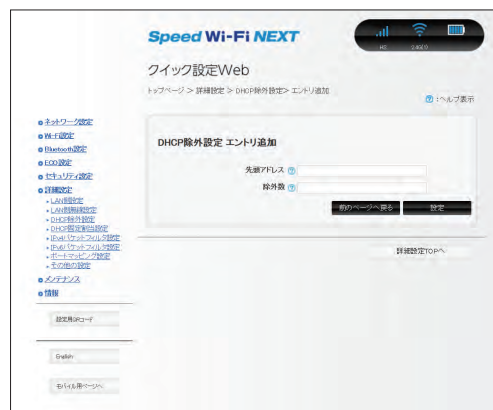 Speed Wi-Fi NEXT
クイック設定Web
トップページ > 詳細設定 > DHCP除外設定 > エントリ追加
:ヘルプ表示
ネットワーク設定
Wi-Fi設定
Bluetooth設定
ECO設定
セキュリティ設定
詳細設定
LAN側設定
LAN側無線設定
DHCP除外設定
DHCP固定割当設定
IPv4パケットフィルタ設定
IPv6パケットフィルタ設定
ポートマッピング設定
その他の設定
メンテナンス
情報
設定用QRコード
English
モバイル用ページへ
DHCP除外設定 エントリ追加
先頭アドレス ?
除外数 ?
前のページへ戻る
設定
詳細設定TOPへ